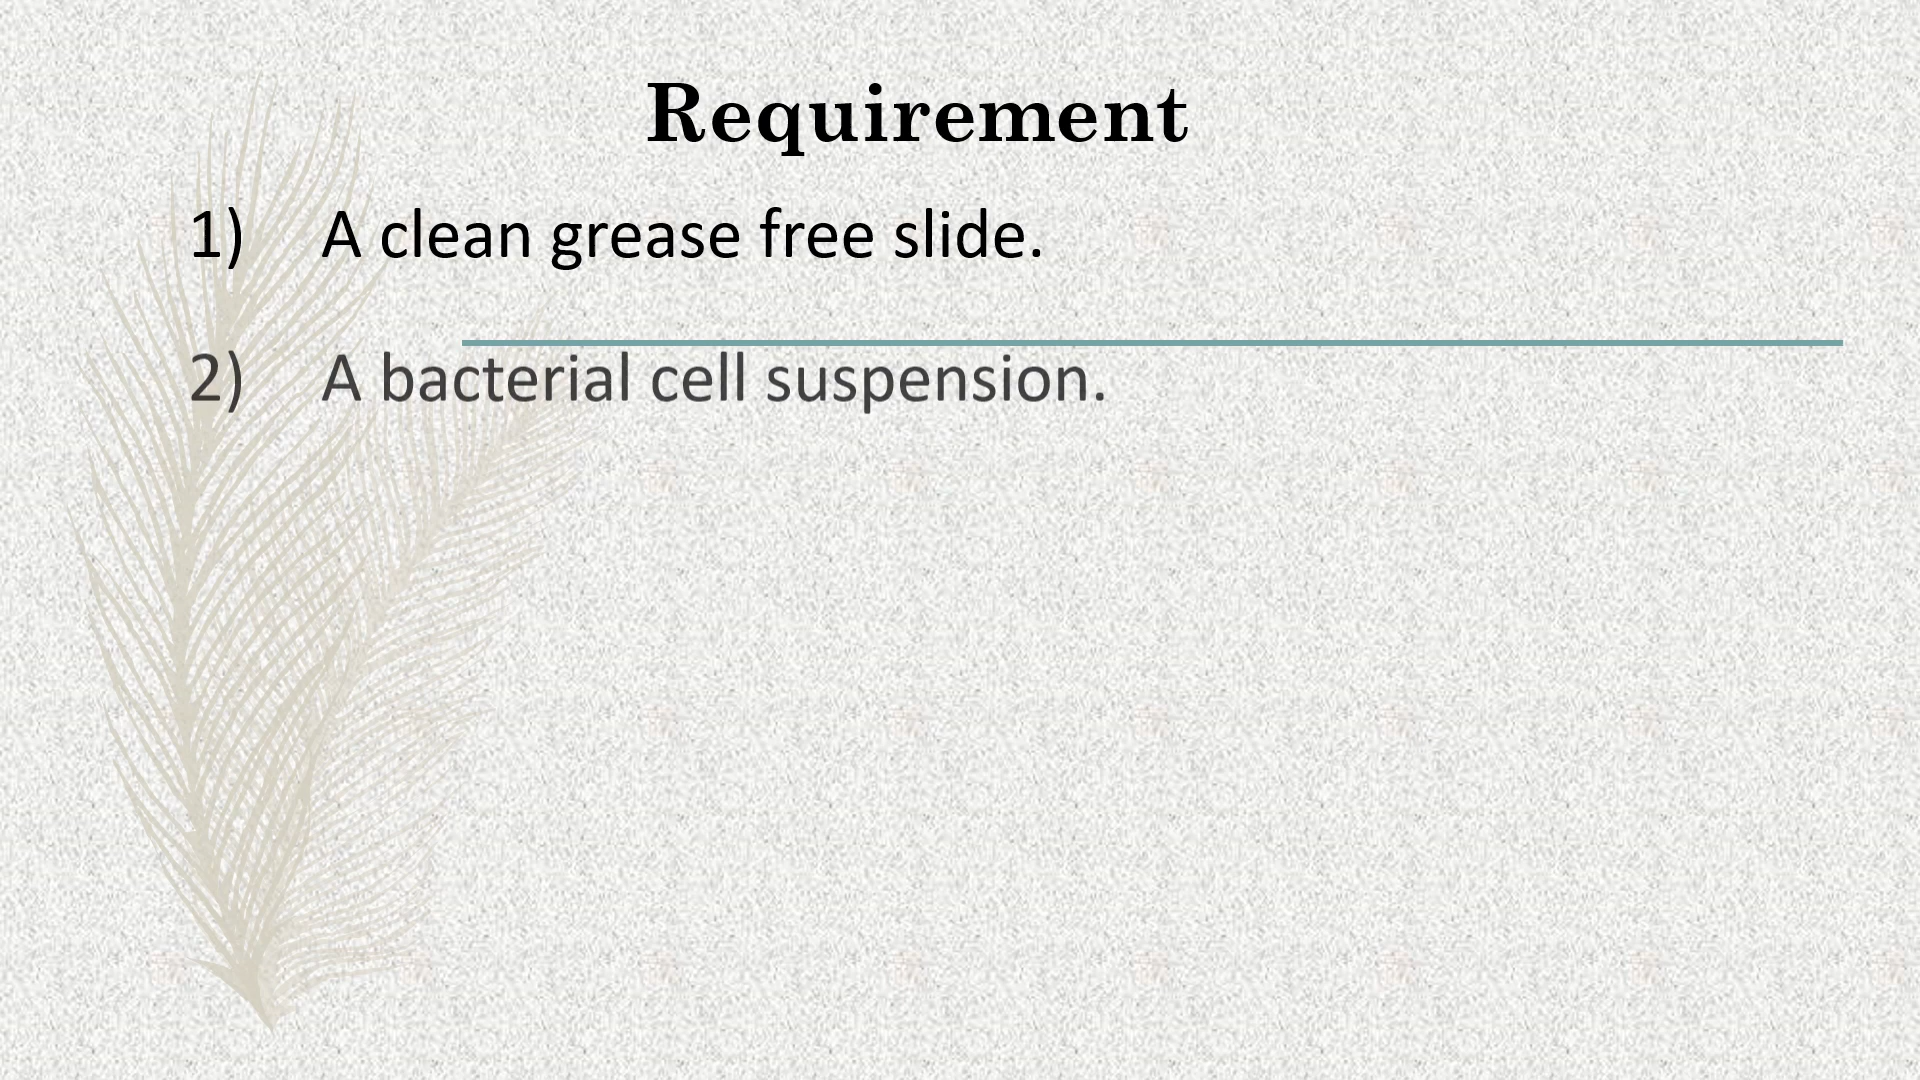 Requirement
1) A clean grease free slide.
2) A bacterial cell suspension.